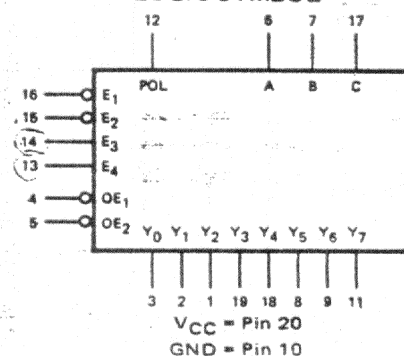 12 6 7 17
POL A B C
16 E1
15 E2
14 E3
13 E4
4 OE1
5 OE2
Y0 Y1 Y2 Y3 Y4 Y5 Y6 Y7
3 2 1 19 18 8 9 11
VCC = Pin 20
GND = Pin 10